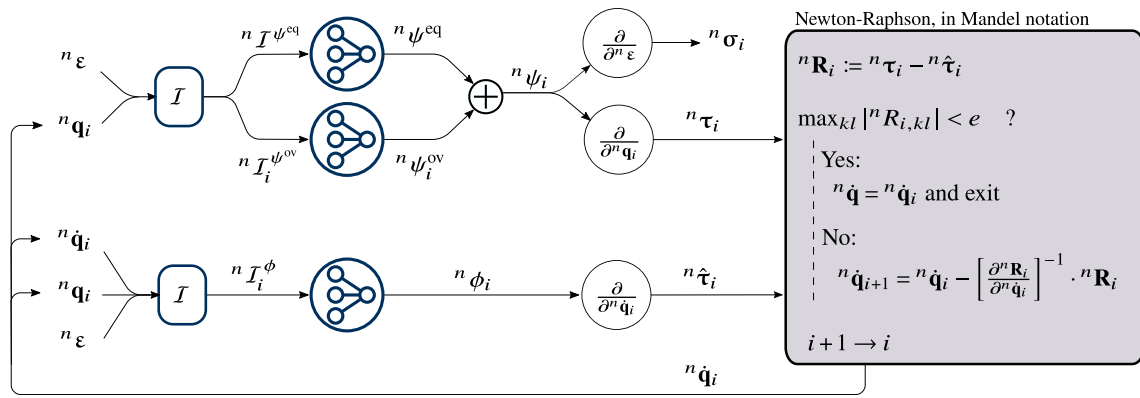 Newton-Raphson, in Mandel notation
ⁿ𝓘^{ψ^{eq}}
ⁿψ^{eq}
∂/∂ⁿε
ⁿσᵢ
ⁿε
𝓘
ⁿqᵢ
ⁿψᵢ
+
ⁿ𝓘ᵢ^{ψ^{ov}}
ⁿψᵢ^{ov}
∂/∂ⁿqᵢ
ⁿτᵢ
ⁿRᵢ := ⁿτᵢ − ⁿτ̂ᵢ
max_{kl} |ⁿR_{i,kl}| < e ?
Yes:
ⁿq̇ = ⁿq̇ᵢ and exit
No:
ⁿq̇ᵢ₊₁ = ⁿq̇ᵢ − [∂ⁿRᵢ/∂ⁿq̇ᵢ]⁻¹ · ⁿRᵢ
i + 1 → i
ⁿq̇ᵢ
ⁿqᵢ
ⁿε
𝓘
ⁿ𝓘ᵢ^ϕ
ⁿϕᵢ
∂/∂ⁿq̇ᵢ
ⁿτ̂ᵢ
ⁿq̇ᵢ